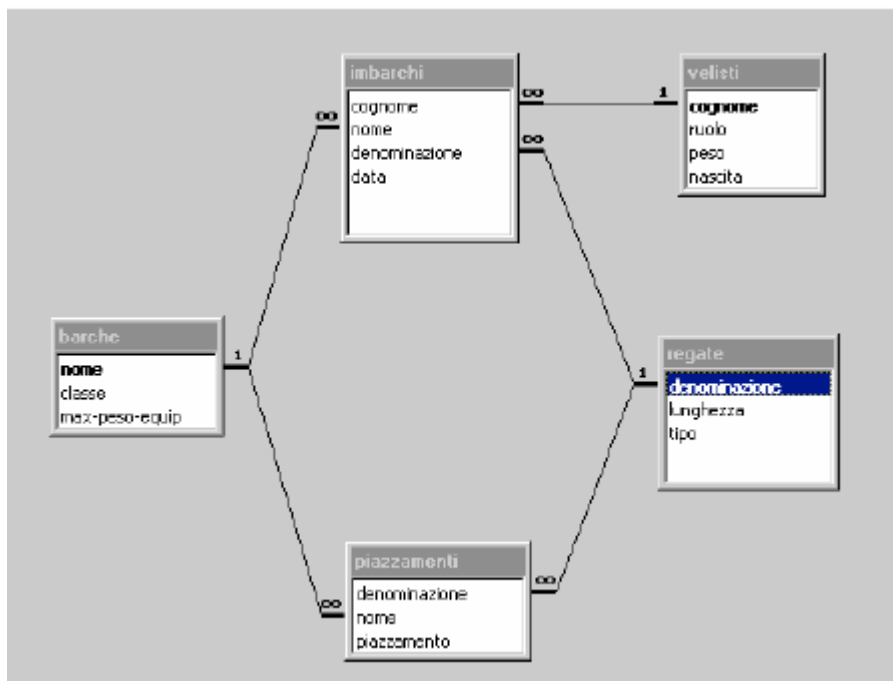 imbarchi
cognome
nome
denominazione
data
velisti
cognome
ruolo
peso
nascita
∞
1
∞
∞
barche
nome
classe
max-peso-equip
1
regate
denominazione
lunghezza
tipo
1
piazzamenti
denominazione
nome
piazzamento
∞
∞